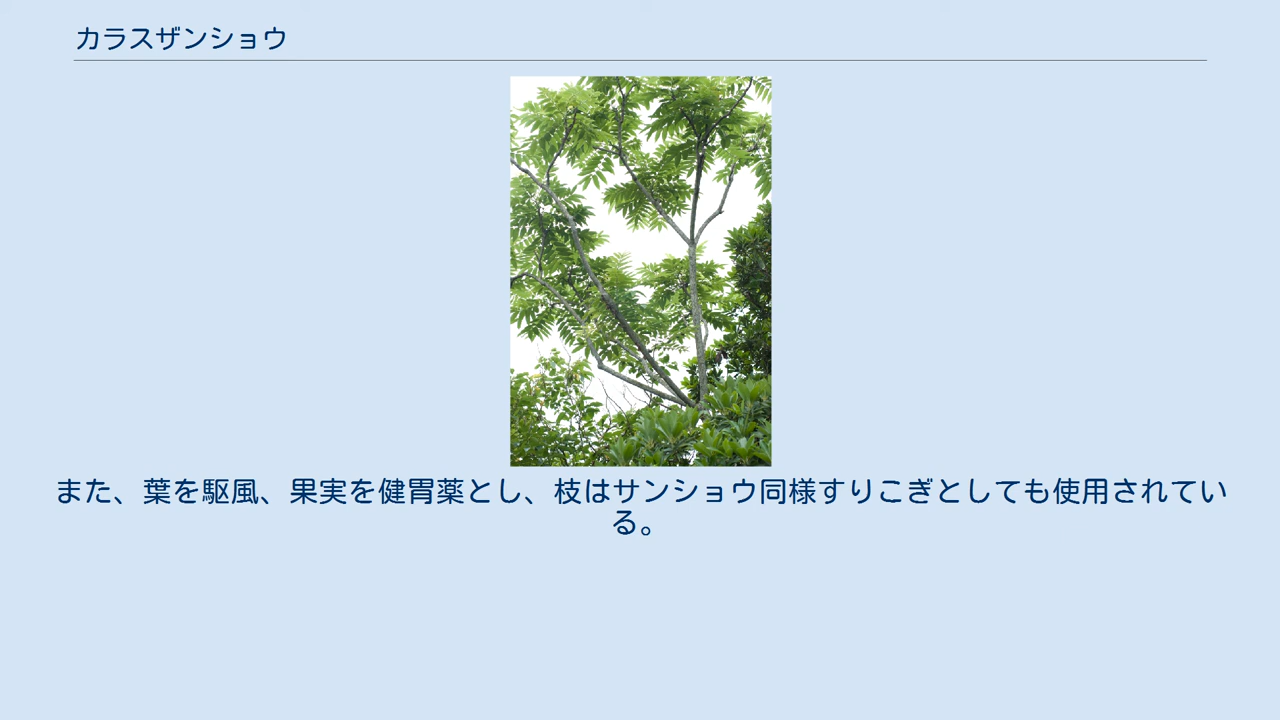 カラスザンショウ
また、葉を駆風、果実を健胃薬とし、枝はサンショウ同様すりこぎとしても使用されてい
る。